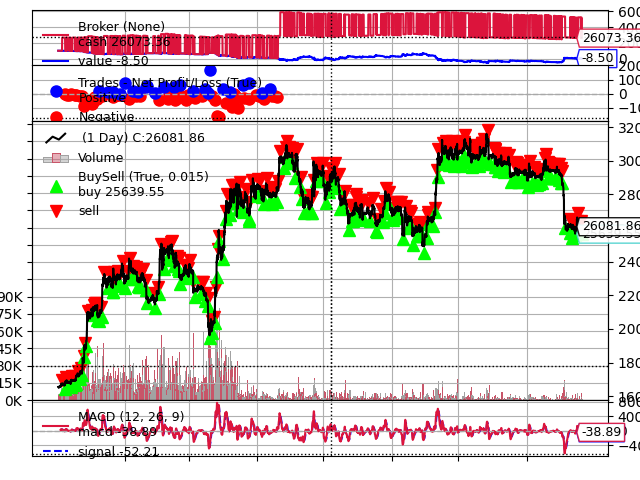 Broker (None)
cash 26073.36
value -8.50
Trades - Net Profit/Loss (True)
Positive
Negative
(1 Day) C:26081.86
Volume
BuySell (True, 0.015)
buy 25639.55
sell
90K
75K
60K
45K
30K
15K
0K
MACD (12, 26, 9)
macd -38.89
signal -52.21
600
26073.36
-8.50
200
100
0
−10
320
300
280
26081.86
240
220
200
180
160
800
400
-38.89
−40